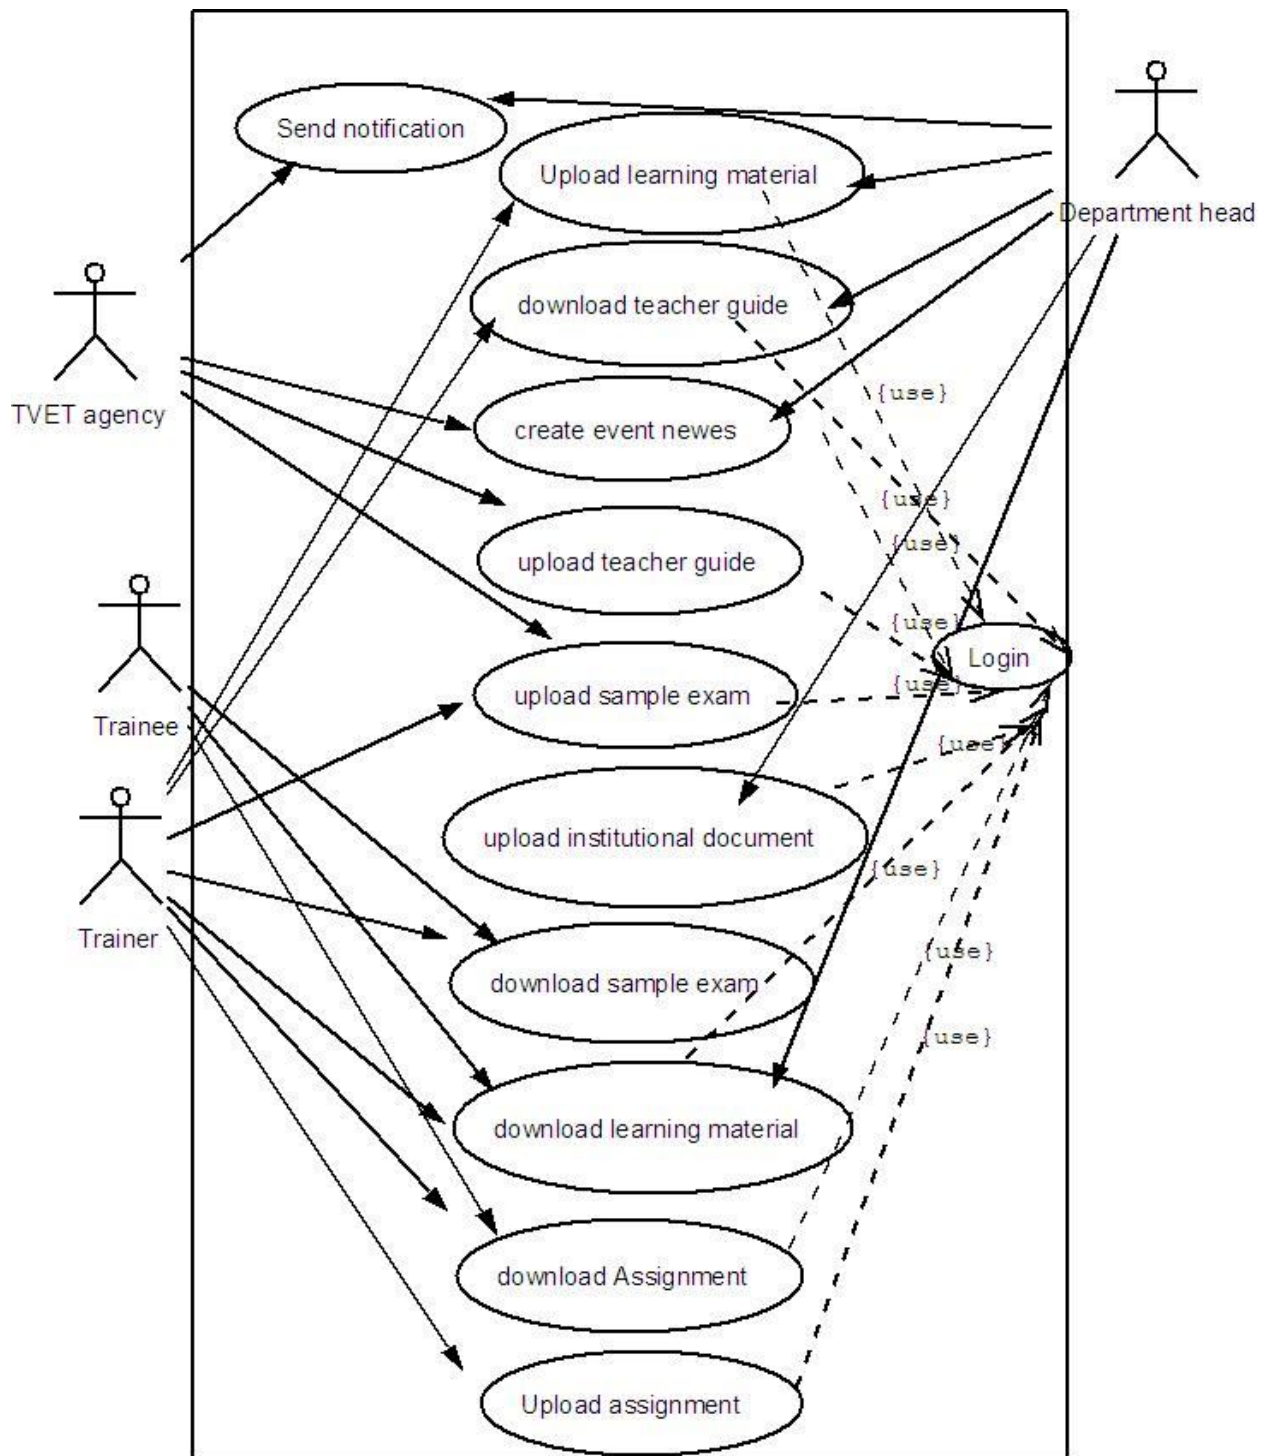 Send notification
Upload learning material
Department head
download teacher guide
{use}
TVET agency
create event newes
{use}
{use}
upload teacher guide
{use}
Login
{use}
upload sample exam
Trainee
{use}
upload institutional document
{use}
Trainer
{use}
download sample exam
{use}
download learning material
download Assignment
Upload assignment